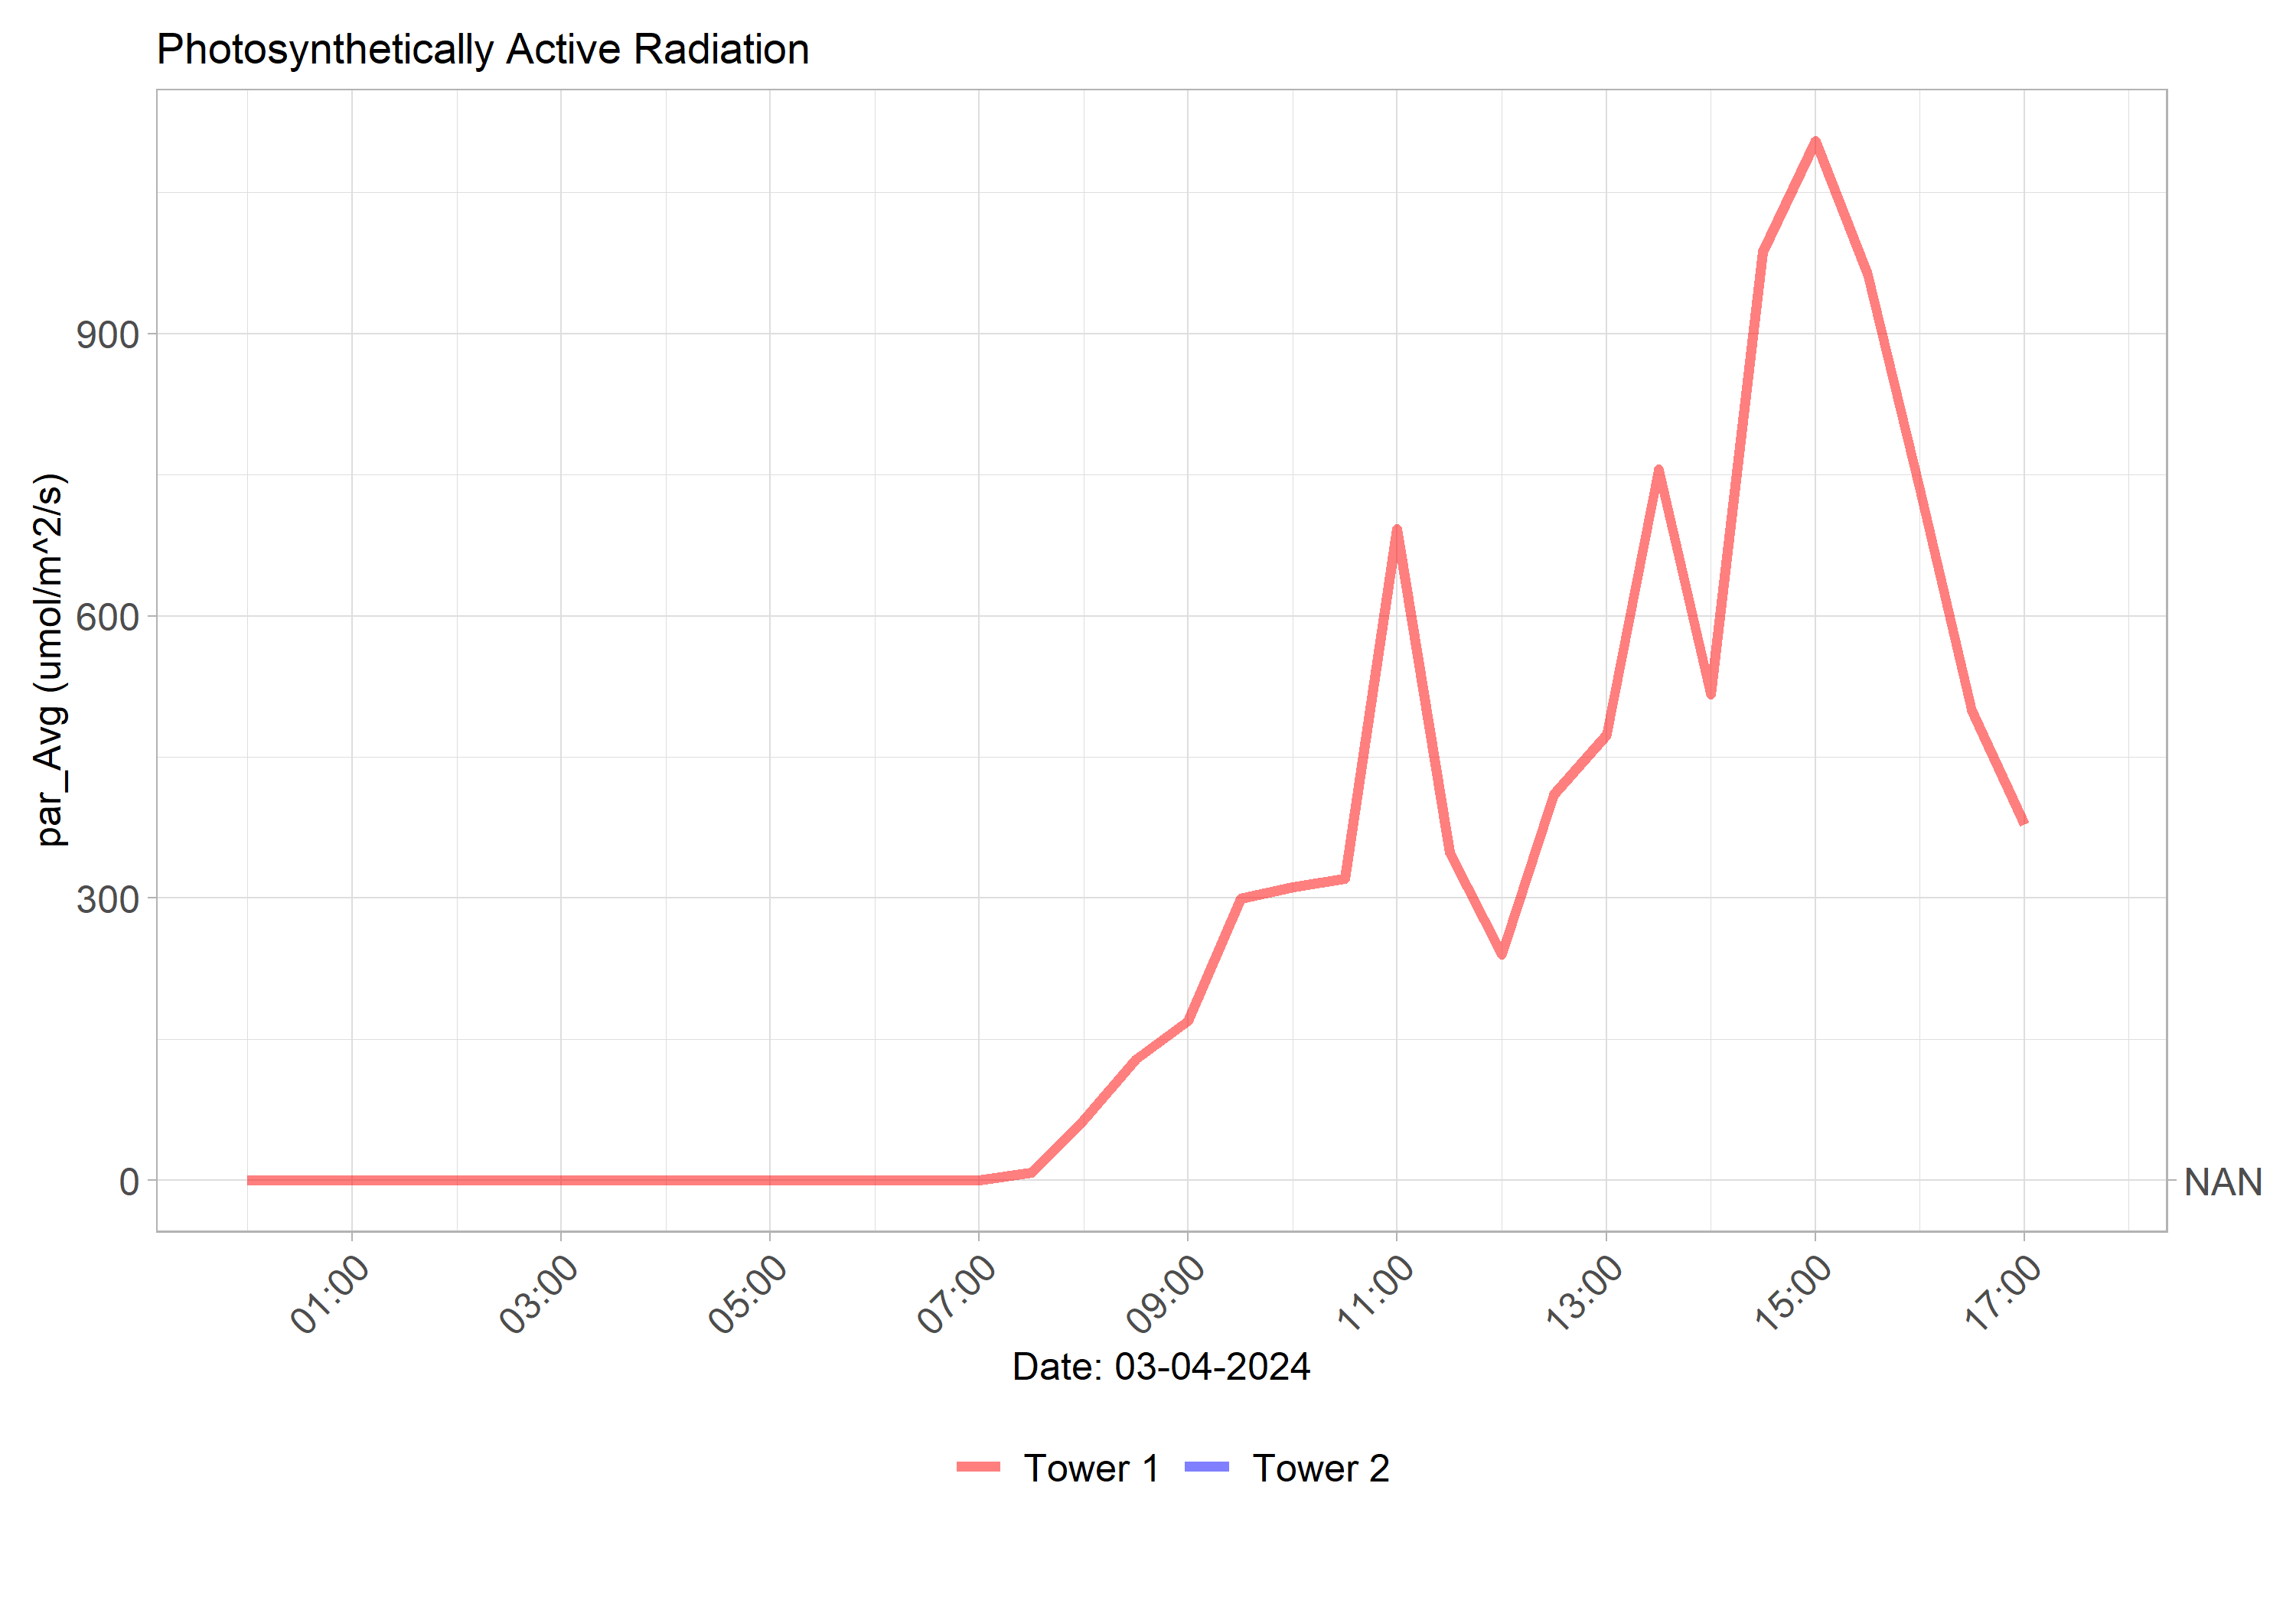 Photosynthetically Active Radiation
par_Avg (umol/m^2/s)
900
600
300
0
NAN
01:00
03:00
05:00
07:00
09:00
11:00
13:00
15:00
17:00
Date: 03-04-2024
Tower 1
Tower 2